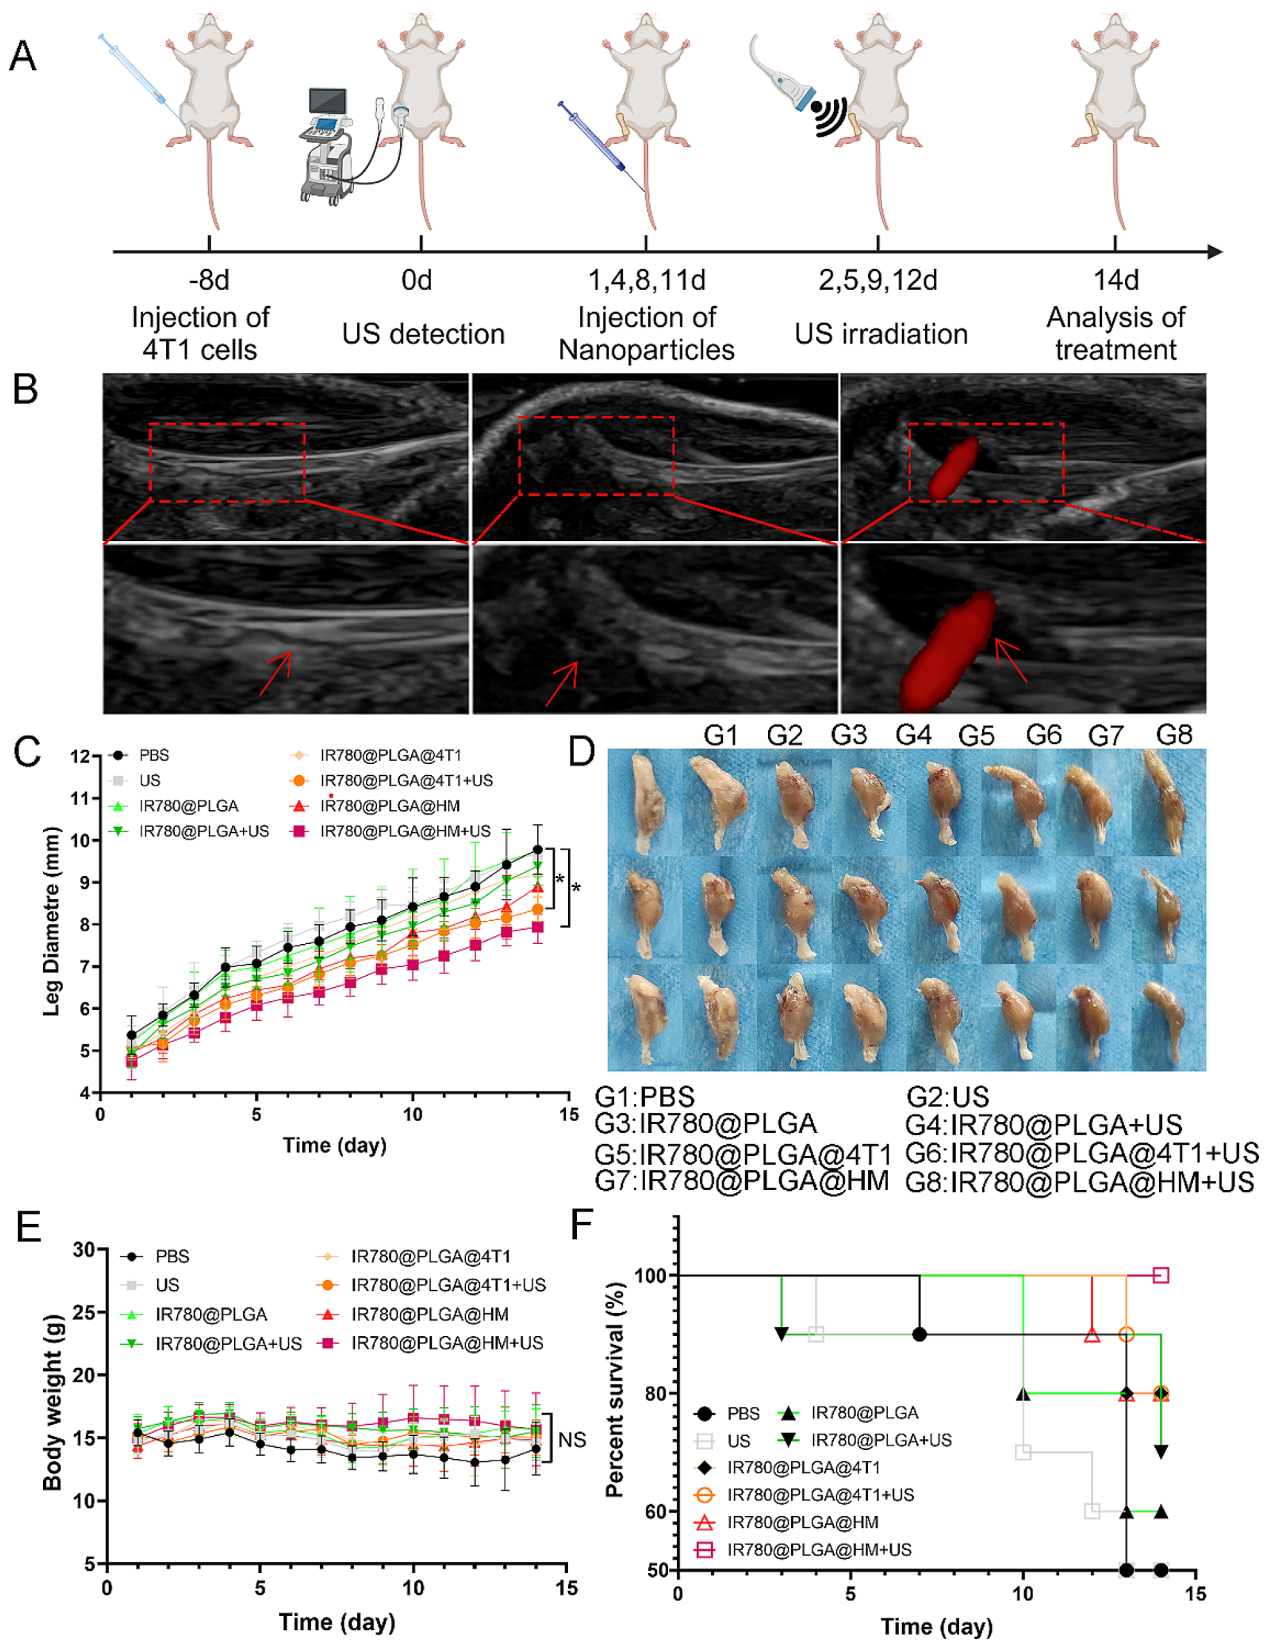 A
-8d
0d
1,4,8,11d
2,5,9,12d
14d
Injection of
4T1 cells
US detection
Injection of
Nanoparticles
US irradiation
Analysis of
treatment
B
C
PBS
US
IR780@PLGA
IR780@PLGA+US
IR780@PLGA@4T1
IR780@PLGA@4T1+US
IR780@PLGA@HM
IR780@PLGA@HM+US
Leg Diametre (mm)
12
11
10
9
8
7
6
5
4
0
5
10
15
Time (day)
*
*
D
G1 G2 G3 G4 G5 G6 G7 G8
G1:PBS
G2:US
G3:IR780@PLGA
G4:IR780@PLGA+US
G5:IR780@PLGA@4T1
G6:IR780@PLGA@4T1+US
G7:IR780@PLGA@HM
G8:IR780@PLGA@HM+US
E
PBS
US
IR780@PLGA
IR780@PLGA+US
IR780@PLGA@4T1
IR780@PLGA@4T1+US
IR780@PLGA@HM
IR780@PLGA@HM+US
Body weight (g)
30
25
20
15
10
5
0
5
10
15
Time (day)
NS
F
Percent survival (%)
100
80
60
50
0
5
10
15
Time (day)
PBS
US
IR780@PLGA
IR780@PLGA+US
IR780@PLGA@4T1
IR780@PLGA@4T1+US
IR780@PLGA@HM
IR780@PLGA@HM+US